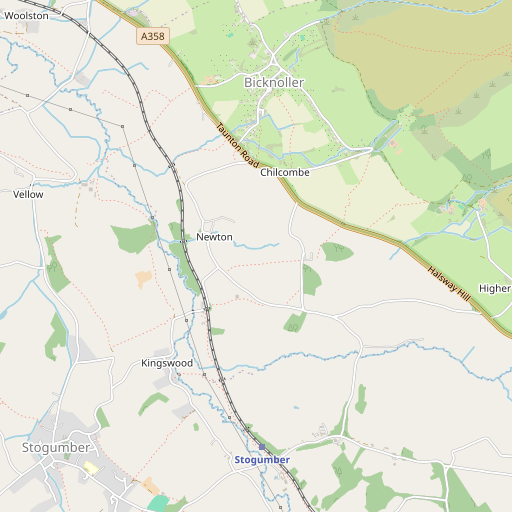 Woolston
A358
Bicknoller
Taunton Road
Chilcombe
Vellow
Newton
Halsway Hill
Higher
Kingswood
Stogumber
Stogumber